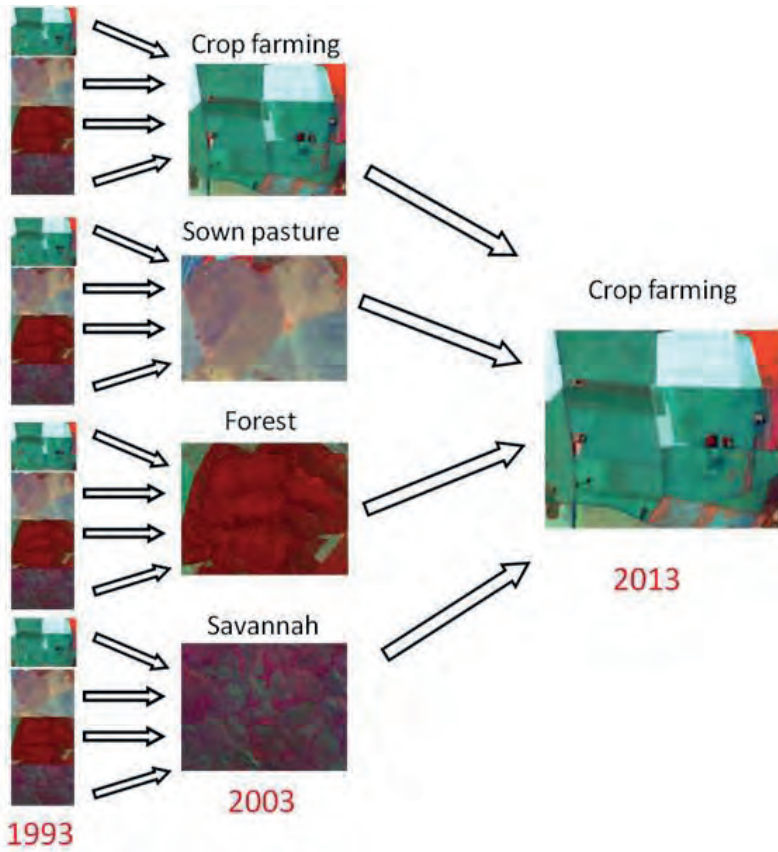 Crop farming
Sown pasture
Crop farming
Forest
2013
Savannah
2003
1993